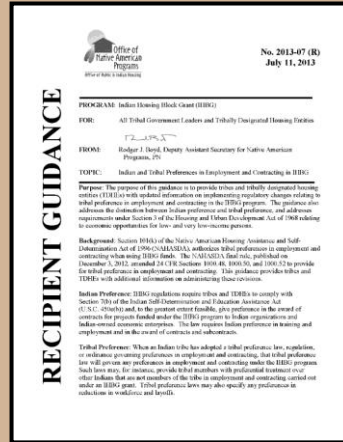 Office of
Native American
Programs
Office of Public & Indian Housing
No. 2013-07 (R)
July 11, 2013
RECIPIENT GUIDANCE
PROGRAM: Indian Housing Block Grant (IHBG)
FOR: All Tribal Government Leaders and Tribally Designated Housing Entities
FROM: Rodger J. Boyd, Deputy Assistant Secretary for Native American
Programs, PN
TOPIC: Indian and Tribal Preferences in Employment and Contracting in IHBG
Purpose: The purpose of this guidance is to provide tribes and tribally designated housing
entities (TDHEs) with updated information on implementing regulatory changes to tribal
preference in employment and contracting in the IHBG program. The guidance also
addresses the distinction between Indian preference and tribal preference, and addresses
requirements under Section 3 of the Housing and Urban Development Act of 1968 relating
to economic opportunities for low- and very low-income persons.
Background: Section 101(k) of the Native American Housing Assistance and Self-
Determination Act of 1996 (NAHASDA), authorizes tribal preferences in employment and
contracting when using IHBG funds. The NAHASDA final rule, published on
December 3, 2012, amended 24 CFR Sections 1000.48, 1000.50, and 1000.52 to provide
for tribal preference in employment and contracting. This guidance provides tribes and
TDHEs with additional information on administering these revisions.
Indian Preference: IHBG regulations require tribes and TDHEs to comply with
Section 7(b) of the Indian Self-Determination and Education Assistance Act
(U.S.C. 450e(b)) and, to the greatest extent feasible, give preference in the award of
contracts for projects funded under the IHBG program to Indian organizations and
Indian-owned economic enterprises. The law requires Indian preference in training and
employment and in the award of contracts and subcontracts.
Tribal Preference: When an Indian tribe has adopted a tribal preference law, regulation,
or ordinance governing preferences in employment and contracting, that tribal preference
law will govern any preferences in employment and contracting under the IHBG program.
Such laws may, for instance, provide tribal members with preferential treatment over
other Indians that are not members of the tribe in employment and contracting carried out
under an IHBG grant. Tribal preference laws may also specify any preferences in
reductions in workforce and layoffs.